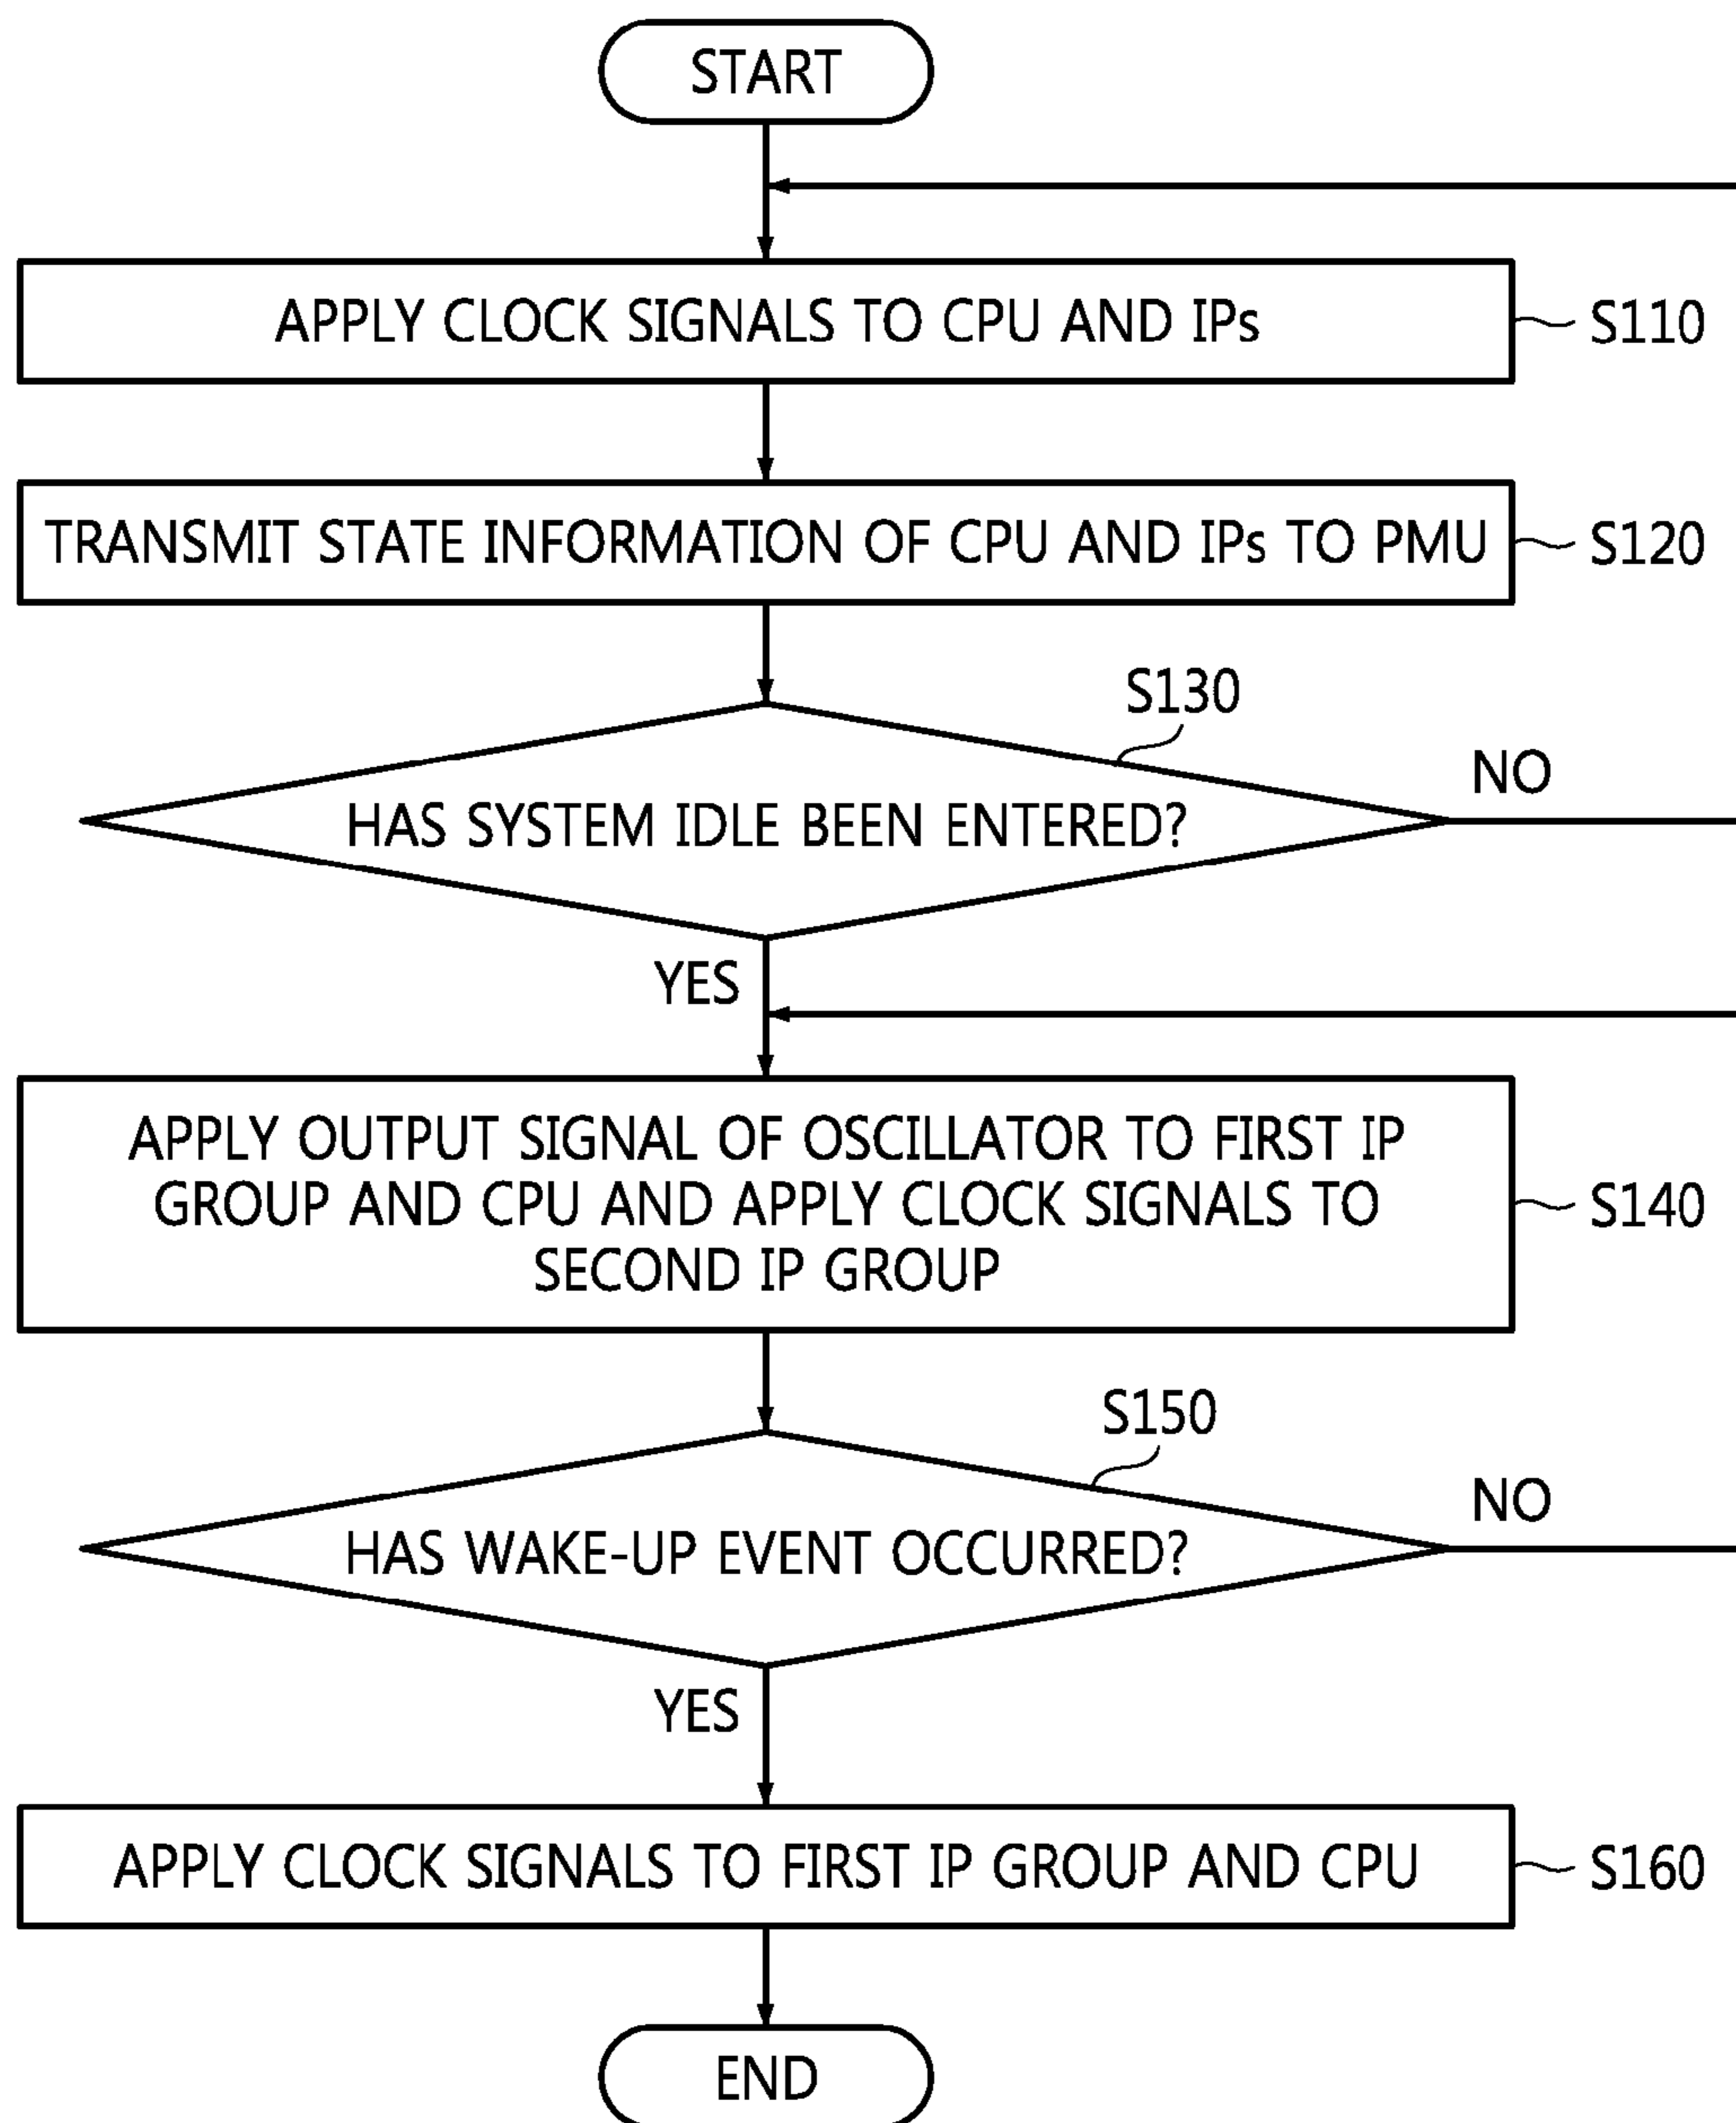 START
APPLY CLOCK SIGNALS TO CPU AND IPs
S110
TRANSMIT STATE INFORMATION OF CPU AND IPs TO PMU
S120
S130
HAS SYSTEM IDLE BEEN ENTERED?
NO
YES
APPLY OUTPUT SIGNAL OF OSCILLATOR TO FIRST IP
GROUP AND CPU AND APPLY CLOCK SIGNALS TO
SECOND IP GROUP
S140
S150
HAS WAKE-UP EVENT OCCURRED?
NO
YES
APPLY CLOCK SIGNALS TO FIRST IP GROUP AND CPU
S160
END